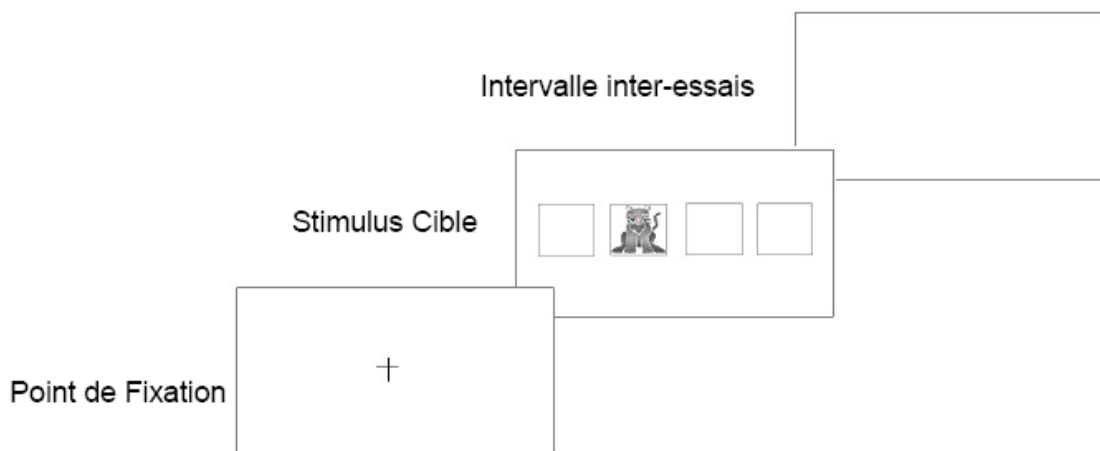 Intervalle inter-essais
Stimulus Cible
Point de Fixation